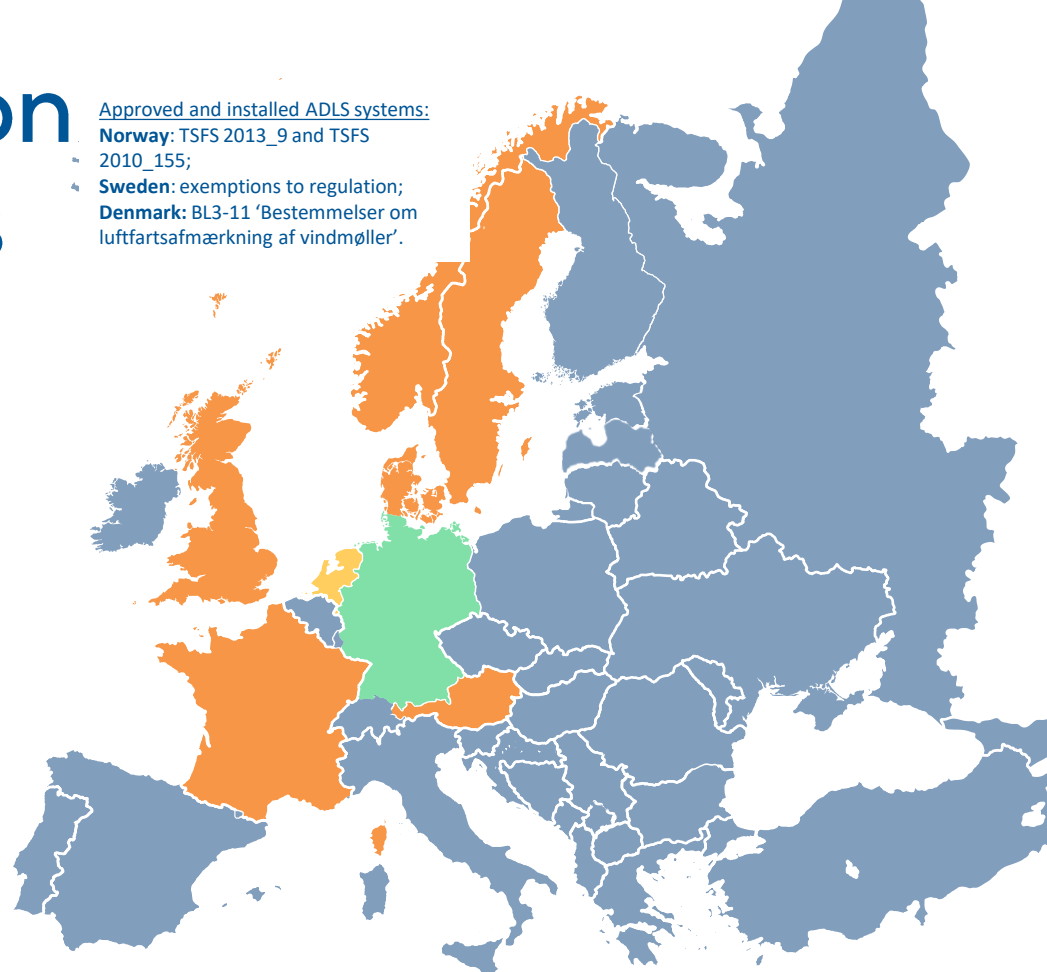 on
Approved and installed ADLS systems:
Norway: TSFS 2013_9 and TSFS
2010_155;
Sweden: exemptions to regulation;
Denmark: BL3-11 ‘Bestemmelser om
luftfartsafmærkning af vindmøller’.